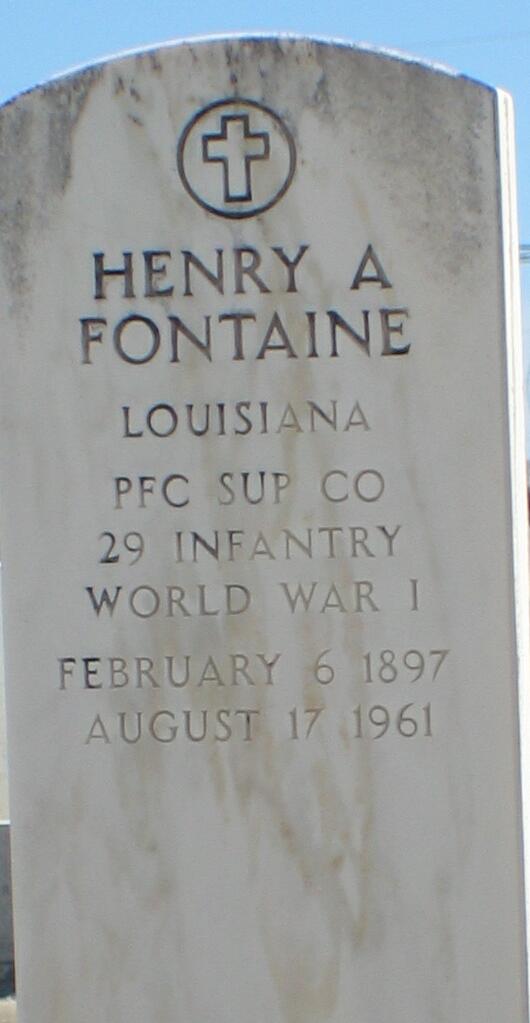 HENRY A
FONTAINE
LOUISIANA
PFC SUP CO
29 INFANTRY
WORLD WAR I
FEBRUARY 6 1897
AUGUST 17 1961